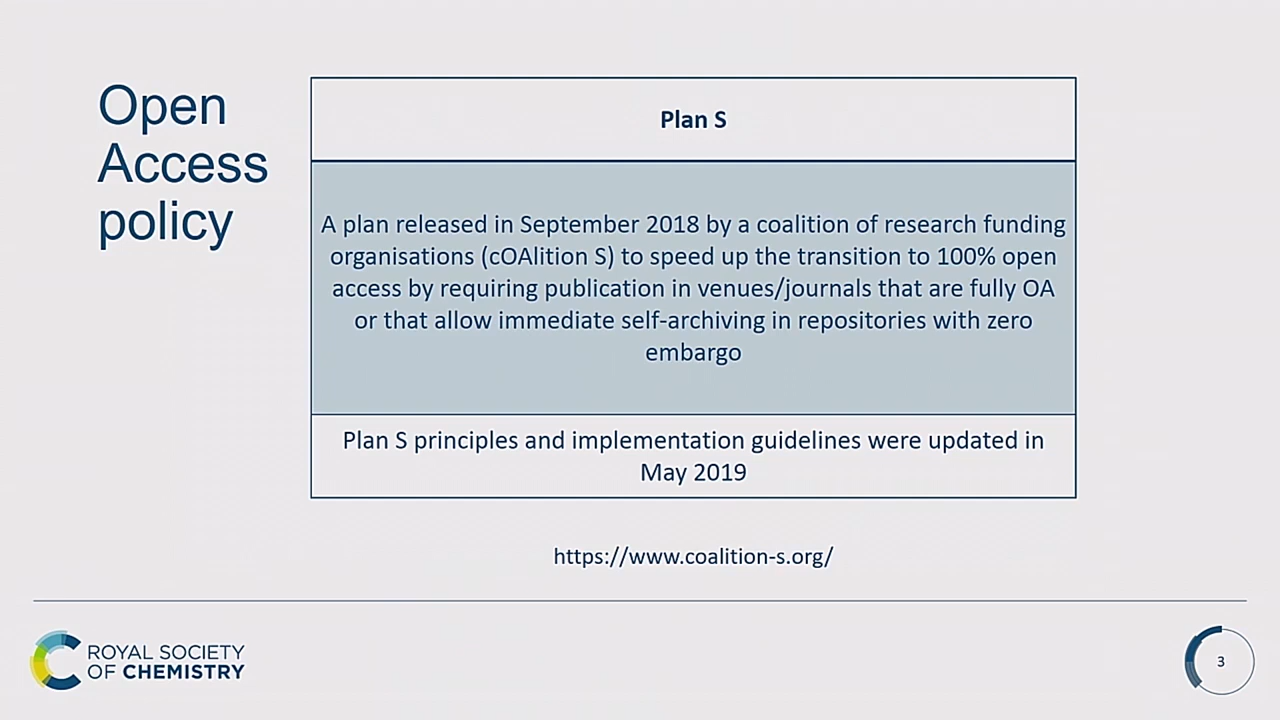 Open
Access
policy
Plan S
A plan released in September 2018 by a coalition of research funding
organisations (cOAlition S) to speed up the transition to 100% open
access by requiring publication in venues/journals that are fully OA
or that allow immediate self-archiving in repositories with zero
embargo
Plan S principles and implementation guidelines were updated in
May 2019
https://www.coalition-s.org/
ROYAL SOCIETY
OF CHEMISTRY
3